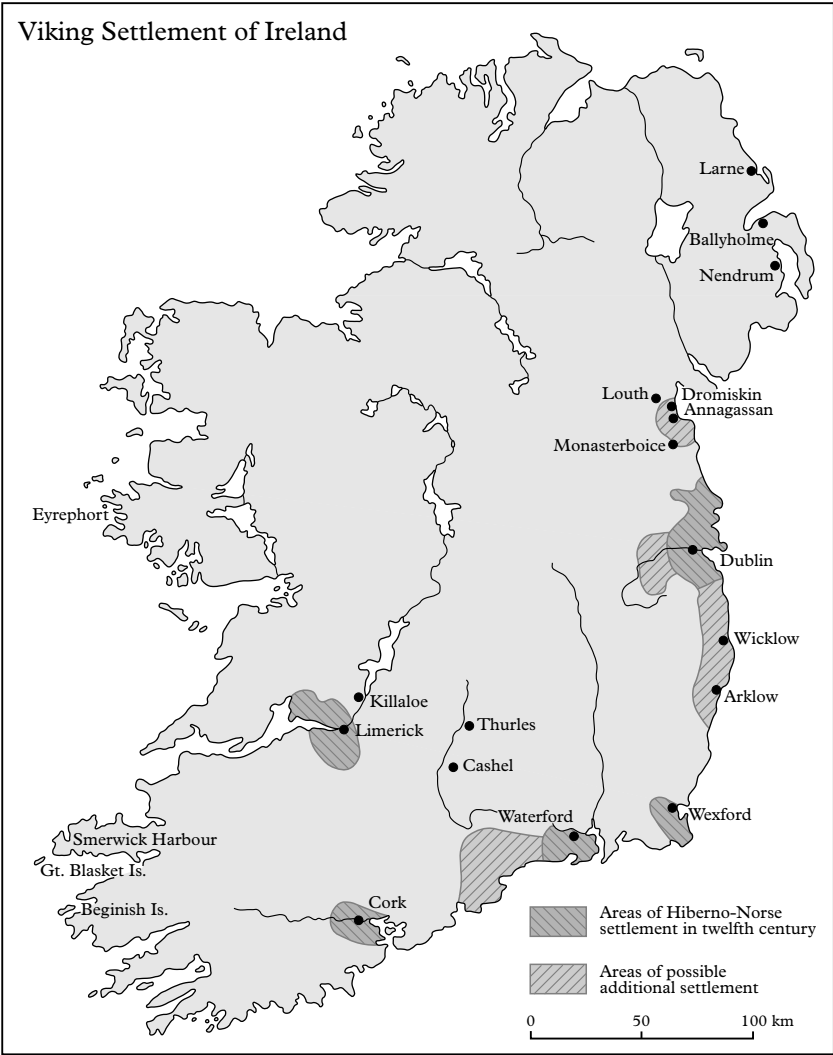 Viking Settlement of Ireland
Larne
Ballyholme
Nendrum
Louth
Dromiskin
Annagassan
Monasterboice
Eyrephort
Dublin
Wicklow
Arklow
Killaloe
Limerick
Thurles
Cashel
Waterford
Wexford
Smerwick Harbour
Gt. Blasket Is.
Beginish Is.
Cork
Areas of Hiberno-Norse
settlement in twelfth century
Areas of possible
additional settlement
0 50 100 km